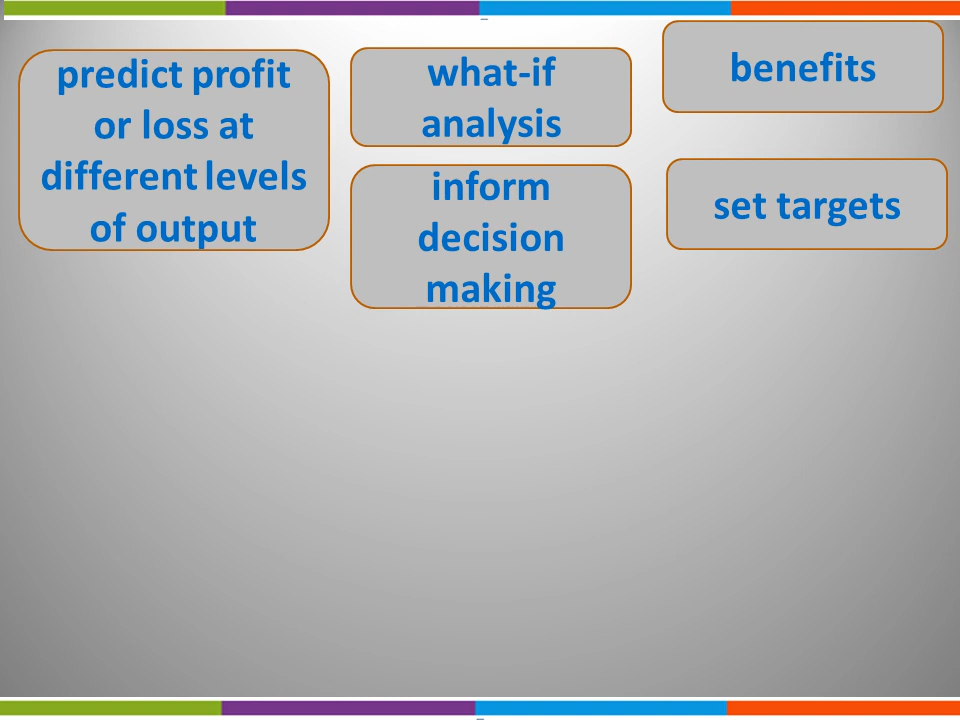 predict profit
or loss at
different levels
of output
what-if
analysis
inform
decision
making
benefits
set targets